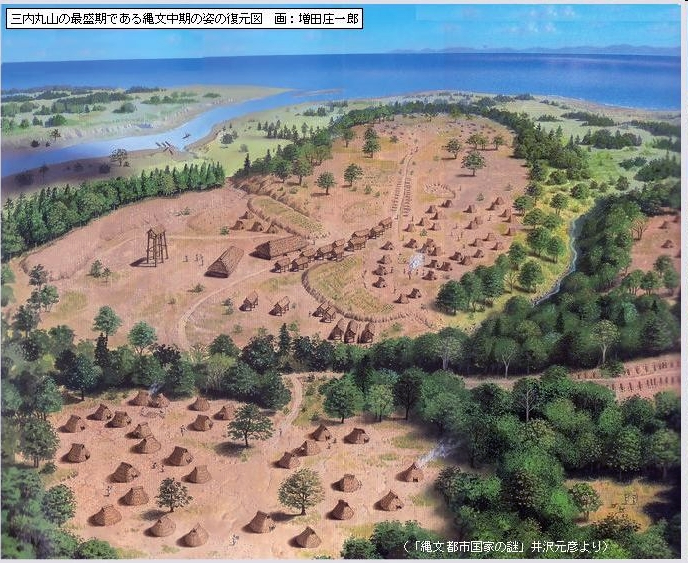 三内丸山の最盛期である縄文中期の姿の復元図　画：増田庄一郎
（「縄文都市国家の謎」井沢元彦より）